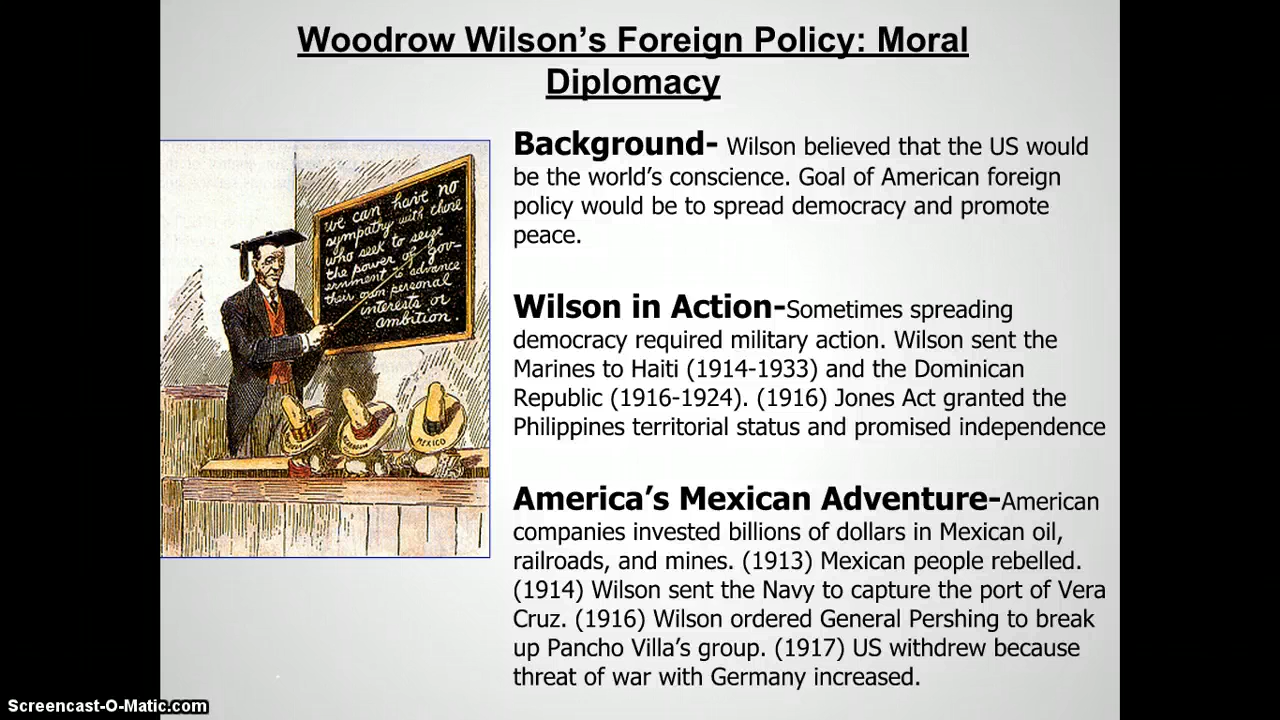 Woodrow Wilson's Foreign Policy: Moral
Diplomacy
we can have no
sympathy with those
who seek to seize
the power of gov-
ernment to advance
their own personal
interests or
ambition.
MEXICO
Background- Wilson believed that the US would
be the world's conscience. Goal of American foreign
policy would be to spread democracy and promote
peace.
Wilson in Action-Sometimes spreading
democracy required military action. Wilson sent the
Marines to Haiti (1914-1933) and the Dominican
Republic (1916-1924). (1916) Jones Act granted the
Philippines territorial status and promised independence
America's Mexican Adventure-American
companies invested billions of dollars in Mexican oil,
railroads, and mines. (1913) Mexican people rebelled.
(1914) Wilson sent the Navy to capture the port of Vera
Cruz. (1916) Wilson ordered General Pershing to break
up Pancho Villa's group. (1917) US withdrew because
threat of war with Germany increased.
Screencast-O-Matic.com